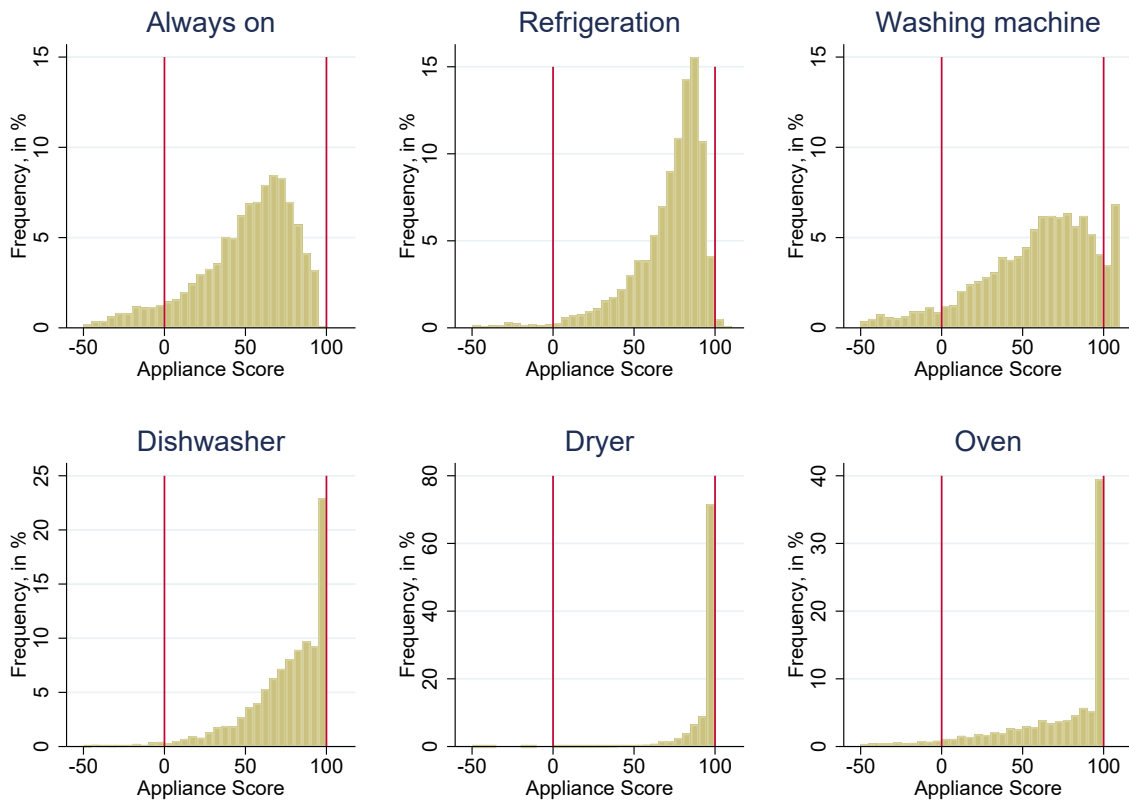 Always on
Refrigeration
Washing machine
Frequency, in %
0
5
10
15
-50
0
50
100
Appliance Score
Frequency, in %
0
5
10
15
-50
0
50
100
Appliance Score
Frequency, in %
0
5
10
15
-50
0
50
100
Appliance Score
Dishwasher
Dryer
Oven
Frequency, in %
0
5
10
15
20
25
-50
0
50
100
Appliance Score
Frequency, in %
0
20
40
60
80
-50
0
50
100
Appliance Score
Frequency, in %
0
10
20
30
40
-50
0
50
100
Appliance Score